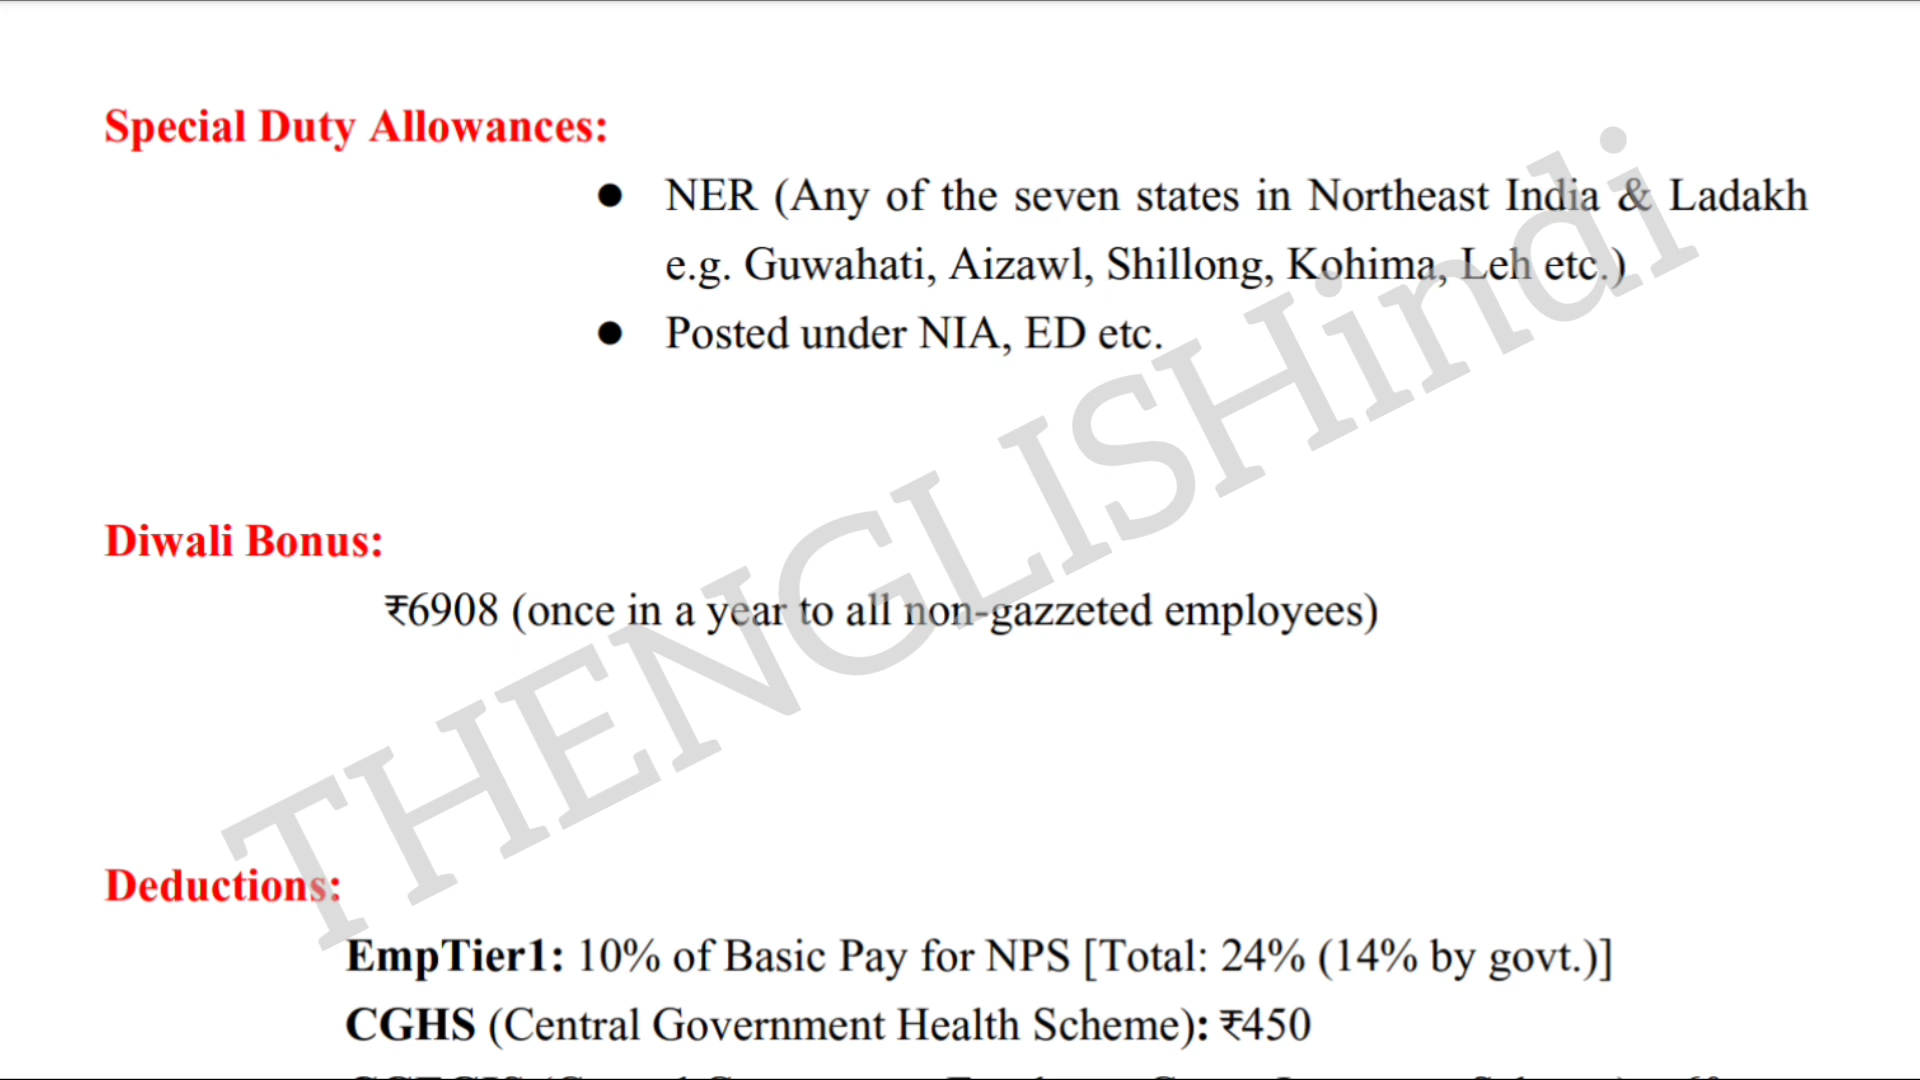 Special Duty Allowances:
● NER (Any of the seven states in Northeast India & Ladakh
e.g. Guwahati, Aizawl, Shillong, Kohima, Leh etc.)
● Posted under NIA, ED etc.
THENGLISHindi
Diwali Bonus:
₹6908 (once in a year to all non-gazzeted employees)
Deductions:
EmpTier1: 10% of Basic Pay for NPS [Total: 24% (14% by govt.)]
CGHS (Central Government Health Scheme): ₹450